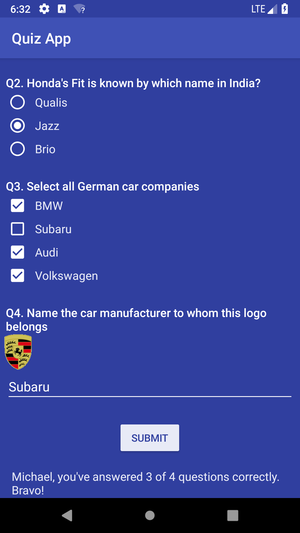 6:32
A
?
LTE
Quiz App
Q2. Honda's Fit is known by which name in India?
Qualis
Jazz
Brio
Q3. Select all German car companies
BMW
Subaru
Audi
Volkswagen
Q4. Name the car manufacturer to whom this logo
belongs
Subaru
SUBMIT
Michael, you've answered 3 of 4 questions correctly.
Bravo!